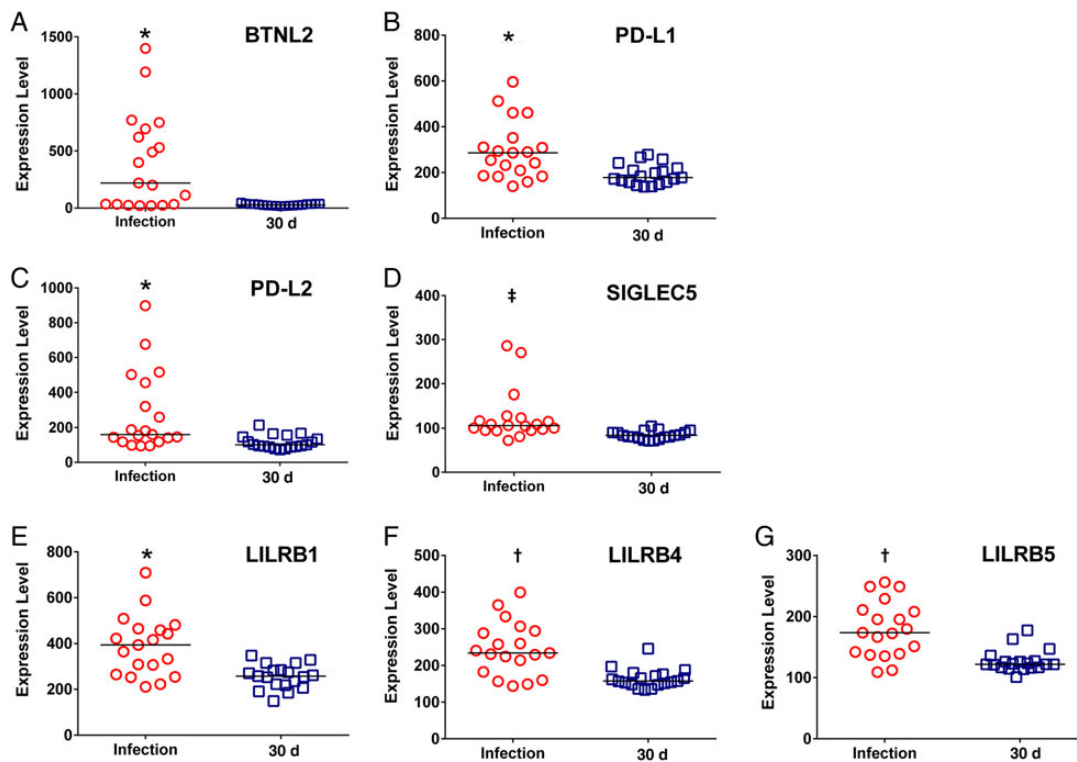 A
BTNL2
*
Expression Level
1500
1000
500
0
Infection
30 d
B
PD-L1
*
Expression Level
800
600
400
200
0
Infection
30 d
C
PD-L2
*
Expression Level
1000
800
600
400
200
0
Infection
30 d
D
SIGLEC5
‡
Expression Level
400
300
200
100
0
Infection
30 d
E
LILRB1
*
Expression Level
800
600
400
200
0
Infection
30 d
F
LILRB4
†
Expression Level
500
400
300
200
100
0
Infection
30 d
G
LILRB5
†
Expression Level
300
200
100
0
Infection
30 d